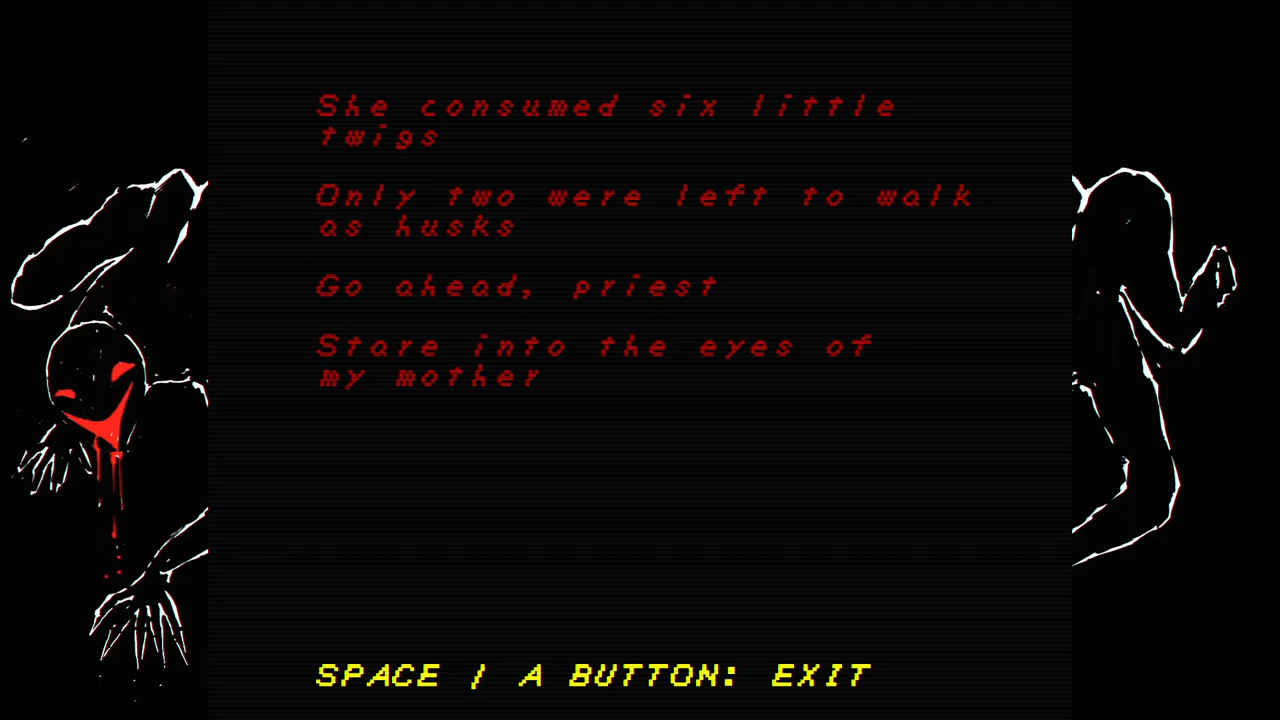 She consumed six little
twigs
Only two were left to walk
as husks
Go ahead, priest
Stare into the eyes of
my mother
SPACE / A BUTTON: EXIT